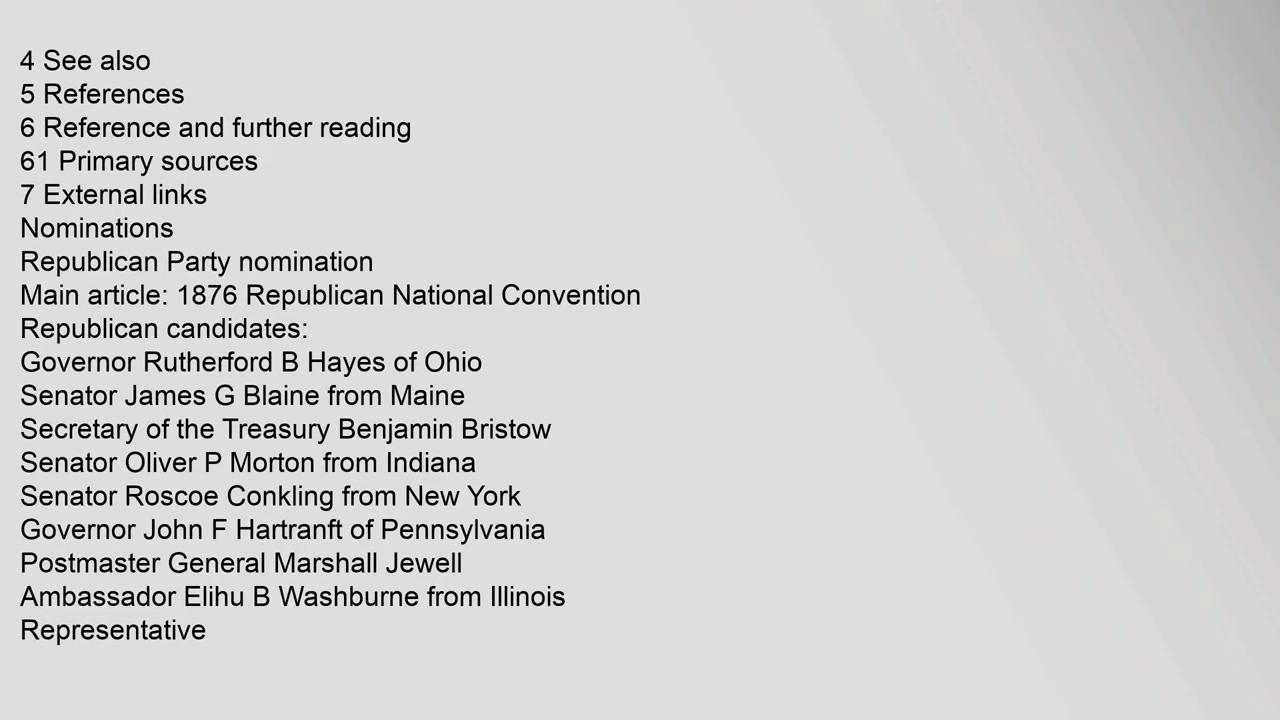 4 See also
5 References
6 Reference and further reading
61 Primary sources
7 External links
Nominations
Republican Party nomination
Main article: 1876 Republican National Convention
Republican candidates:
Governor Rutherford B Hayes of Ohio
Senator James G Blaine from Maine
Secretary of the Treasury Benjamin Bristow
Senator Oliver P Morton from Indiana
Senator Roscoe Conkling from New York
Governor John F Hartranft of Pennsylvania
Postmaster General Marshall Jewell
Ambassador Elihu B Washburne from Illinois
Representative